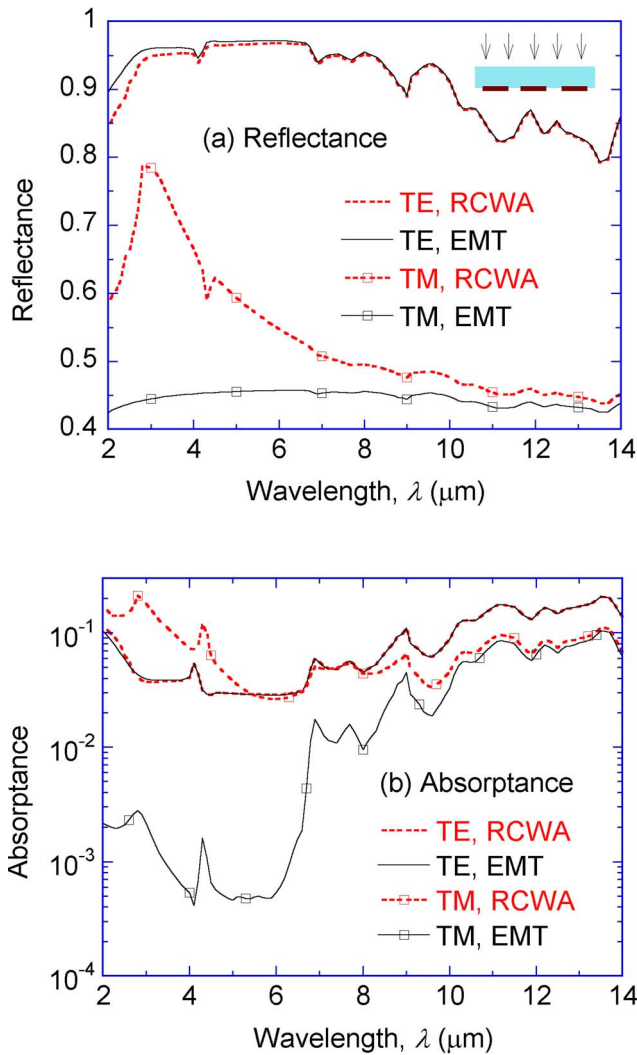 1
0.9
0.8
0.7
0.6
0.5
0.4
Reflectance
(a) Reflectance
TE, RCWA
TE, EMT
TM, RCWA
TM, EMT
2 4 6 8 10 12 14
Wavelength, λ (μm)
10⁻¹
10⁻²
10⁻³
10⁻⁴
Absorptance
(b) Absorptance
TE, RCWA
TE, EMT
TM, RCWA
TM, EMT
2 4 6 8 10 12 14
Wavelength, λ (μm)